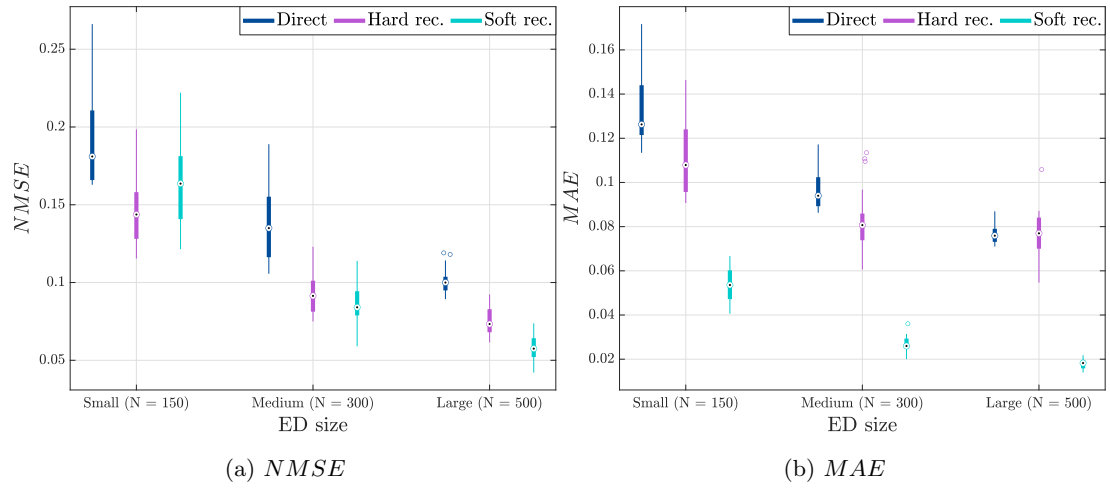 Direct Hard rec. Soft rec.
0.25
0.2
0.15
0.1
0.05
NMSE
Small (N = 150) Medium (N = 300) Large (N = 500)
ED size
(a) NMSE
Direct Hard rec. Soft rec.
0.16
0.14
0.12
0.1
0.08
0.06
0.04
0.02
MAE
Small (N = 150) Medium (N = 300) Large (N = 500)
ED size
(b) MAE